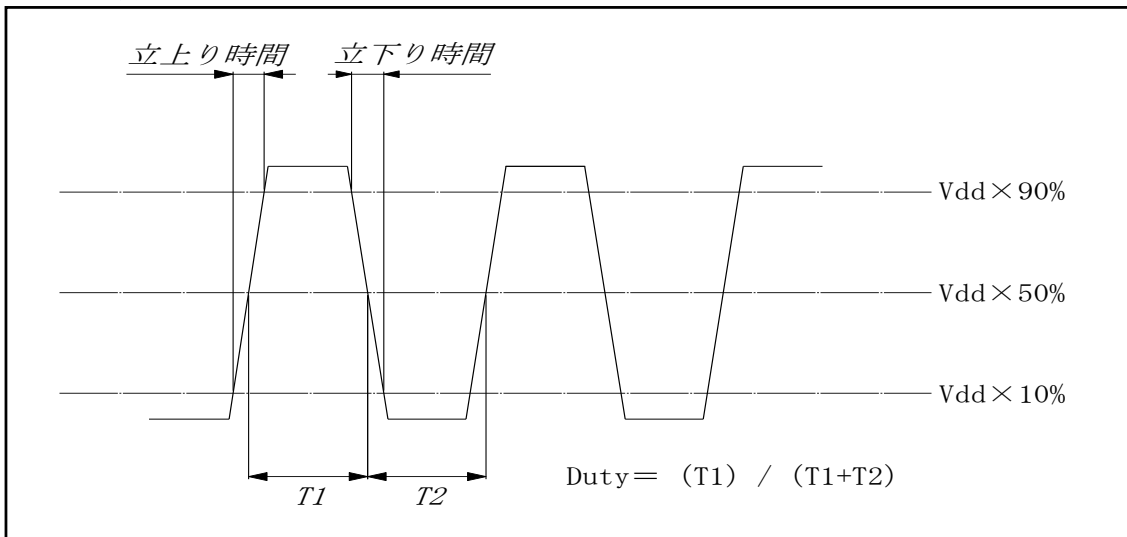 立上り時間
立下り時間
Vdd×90%
Vdd×50%
Vdd×10%
T1
T2
Duty＝ (T1) / (T1+T2)